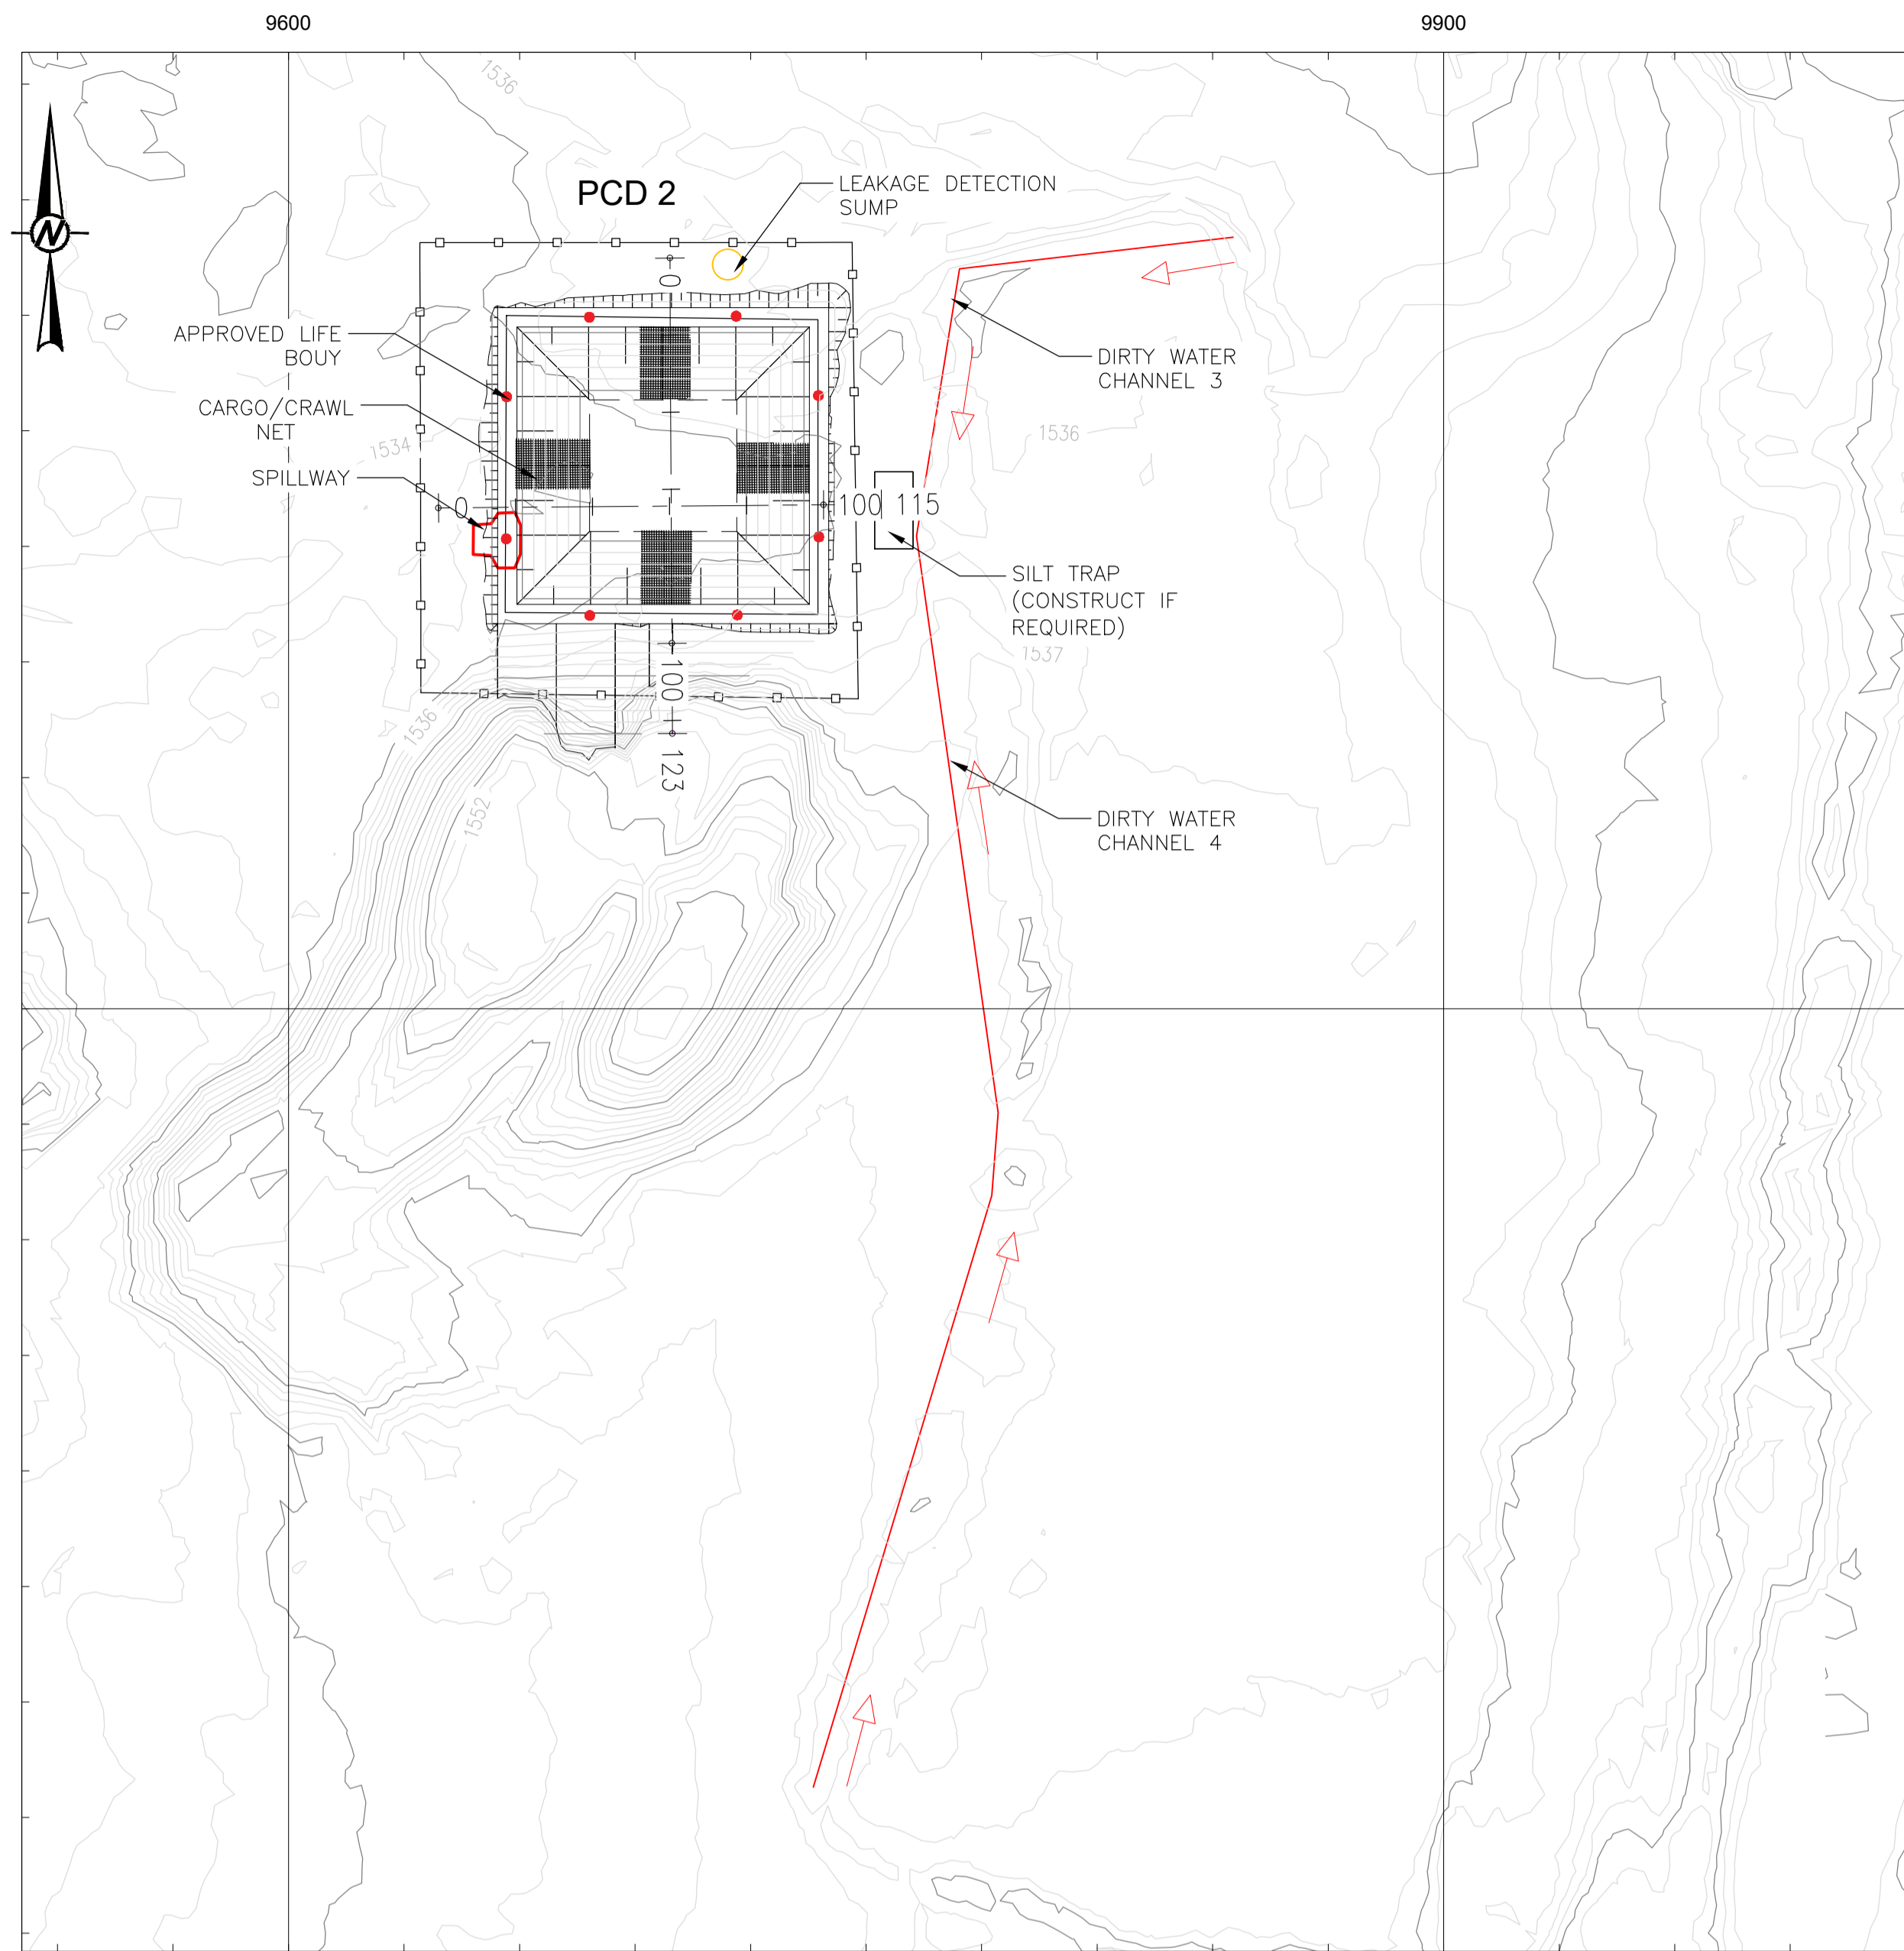 9600
9900
1536
N
PCD 2
LEAKAGE DETECTION
SUMP
0
APPROVED LIFE
BOUY
DIRTY WATER
CHANNEL 3
CARGO/CRAWL
NET
1534
1536
SPILLWAY
0
100
115
SILT TRAP
(CONSTRUCT IF
REQUIRED)
1537
100
1536
123
1552
DIRTY WATER
CHANNEL 4